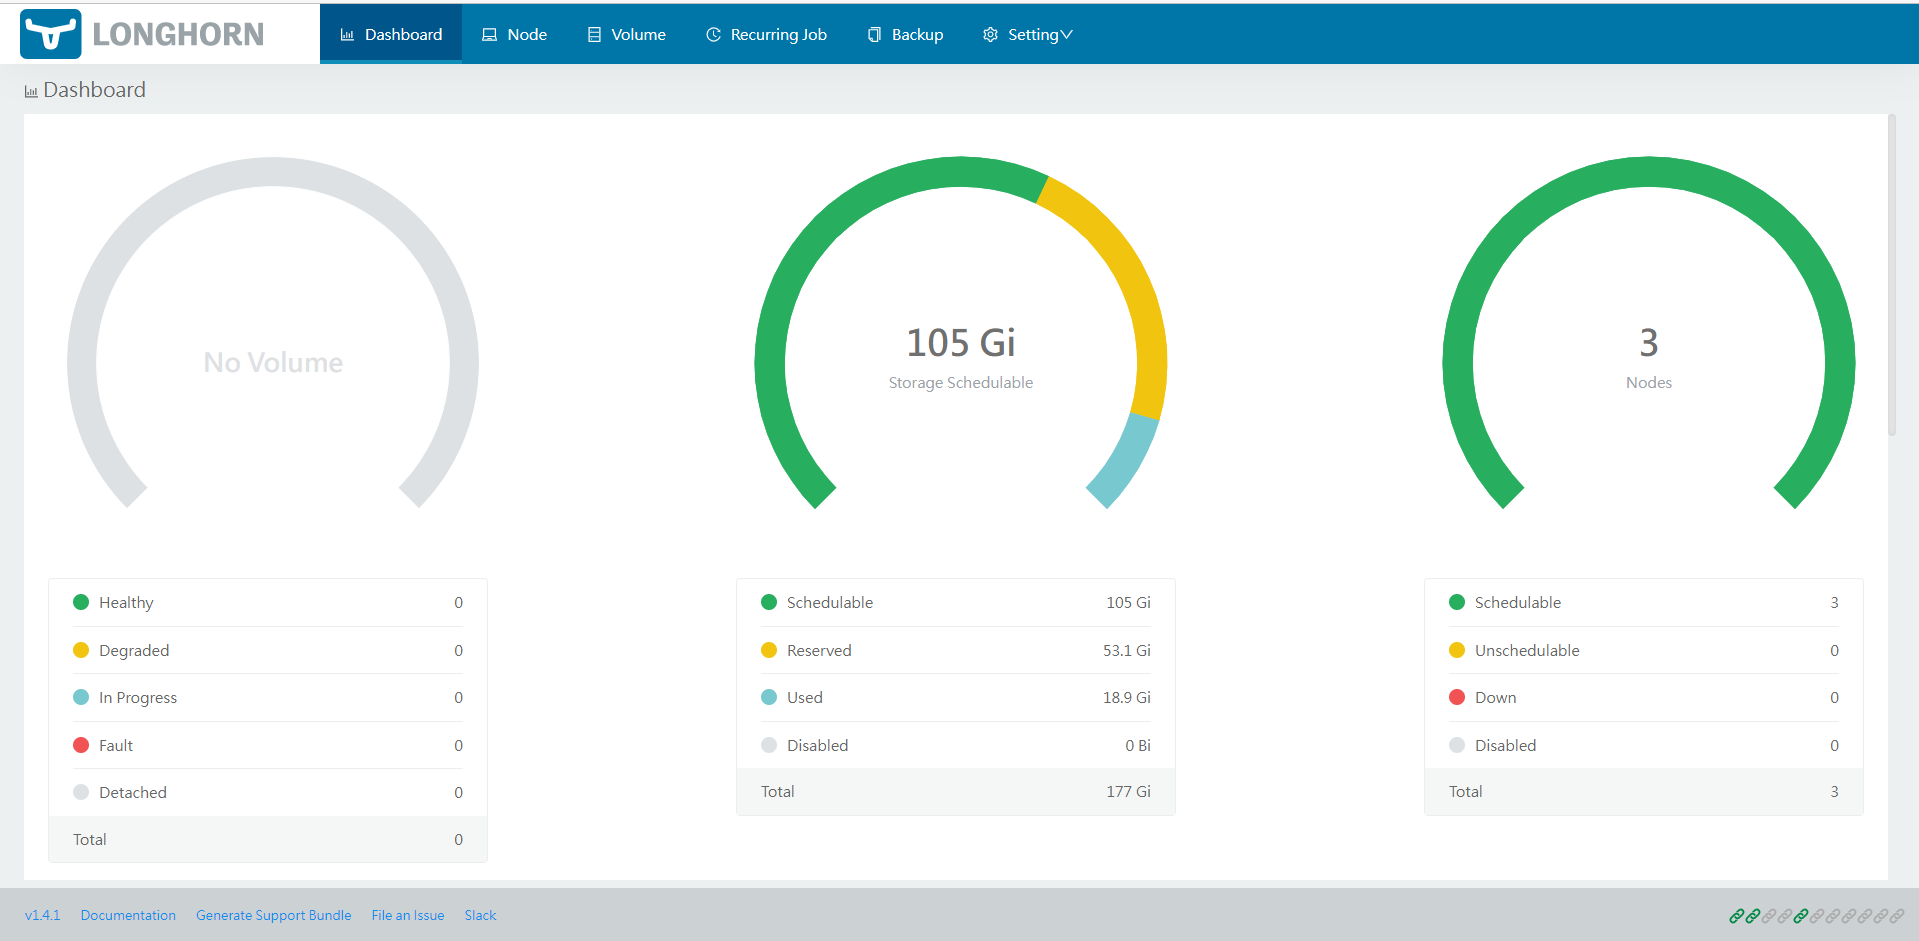 LONGHORN
Dashboard Node Volume Recurring Job Backup Setting
Dashboard
No Volume
105 Gi
Storage Schedulable
3
Nodes
Healthy 0
Degraded 0
In Progress 0
Fault 0
Detached 0
Total 0
Schedulable 105 Gi
Reserved 53.1 Gi
Used 18.9 Gi
Disabled 0 Bi
Total 177 Gi
Schedulable 3
Unschedulable 0
Down 0
Disabled 0
Total 3
v1.4.1 Documentation Generate Support Bundle File an Issue Slack